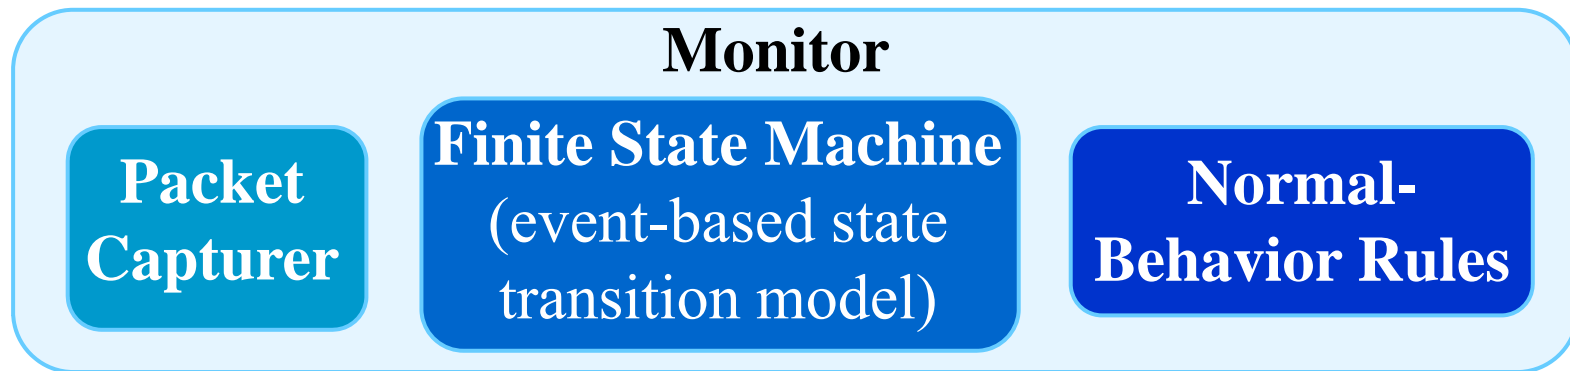 Monitor
Packet
Capturer
Finite State Machine
(event-based state
transition model)
Normal-
Behavior Rules